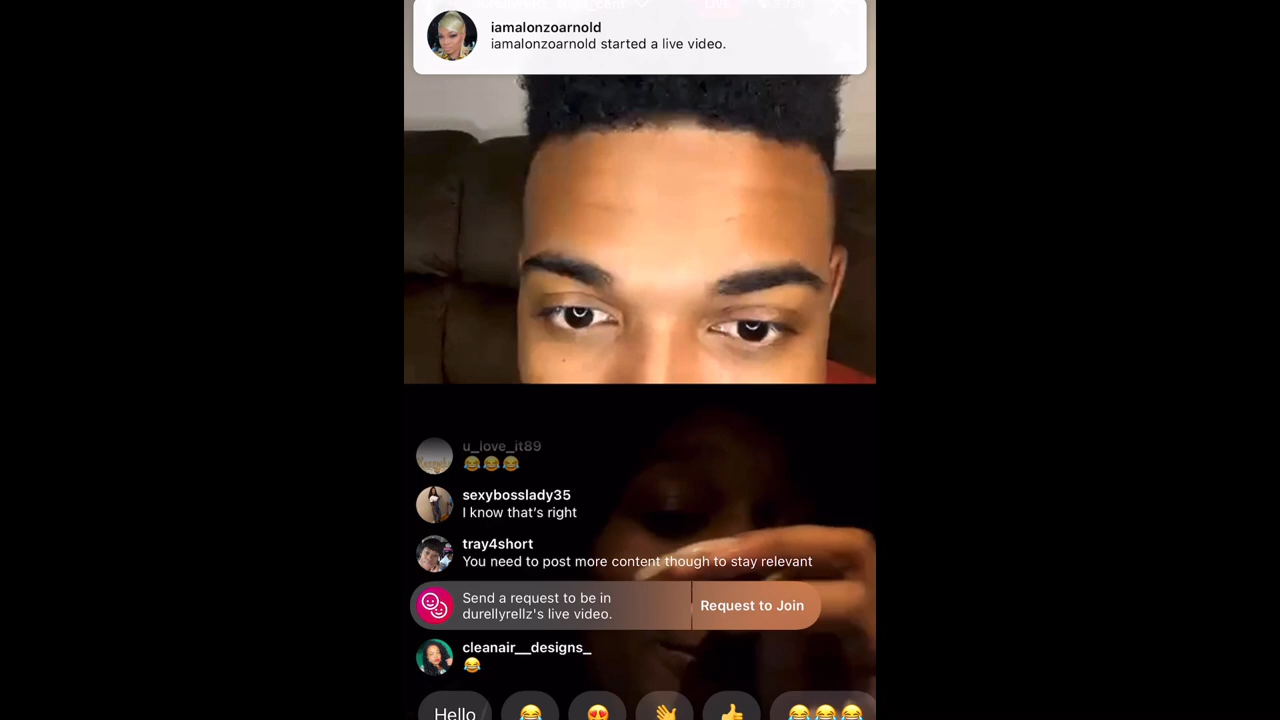 iamalonzoarnold
iamalonzoarnold started a live video.
u_love_it89
😂😂😂
sexybosslady35
I know that’s right
tray4short
You need to post more content though to stay relevant
Send a request to be in
durellyrellz's live video.
Request to Join
cleanair__designs_
😂
Hello 😂 😍 👋 👍 😂😂😂